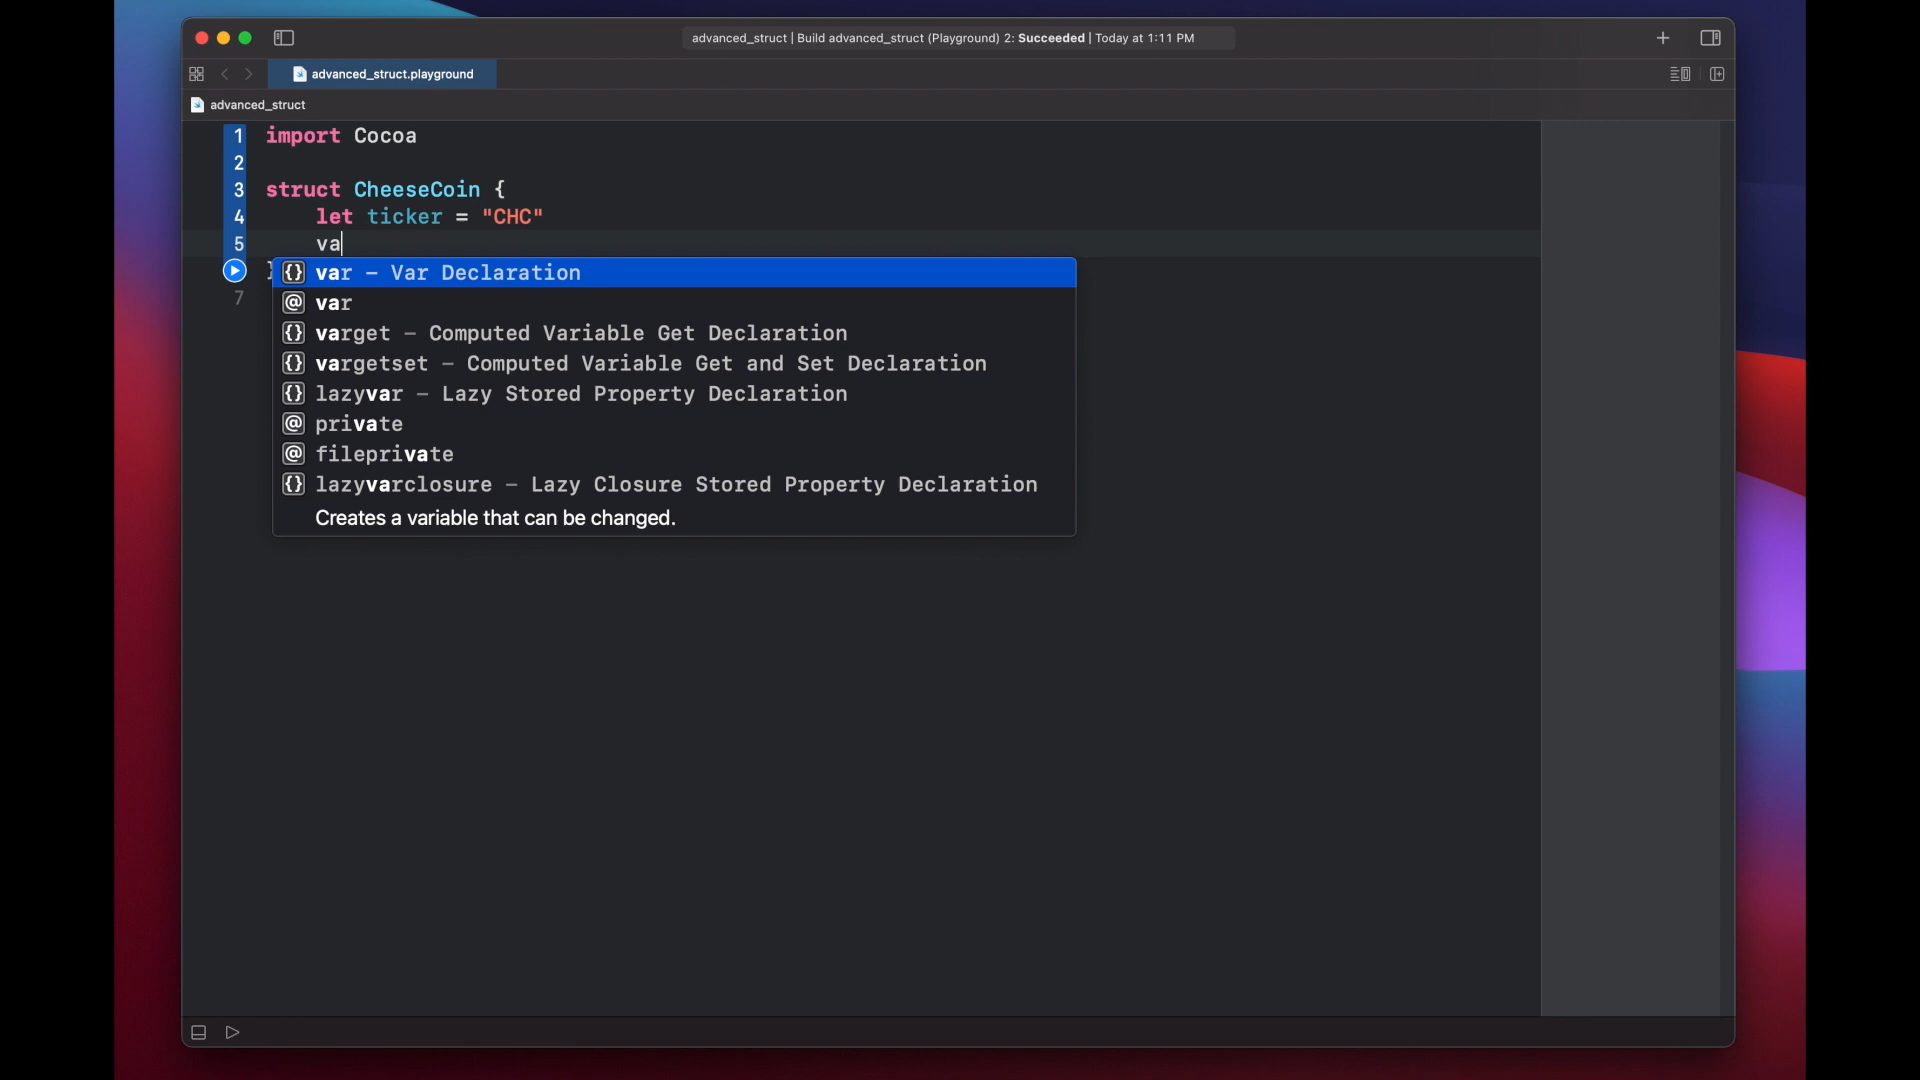 advanced_struct | Build advanced_struct (Playground) 2: Succeeded | Today at 1:11 PM
advanced_struct.playground
advanced_struct
1 import Cocoa
2
3 struct CheeseCoin {
4 let ticker = "CHC"
5 va
}
7
{} var – Var Declaration
@ var
{} varget – Computed Variable Get Declaration
{} vargetset – Computed Variable Get and Set Declaration
{} lazyvar – Lazy Stored Property Declaration
@ private
@ fileprivate
{} lazyvarclosure – Lazy Closure Stored Property Declaration
Creates a variable that can be changed.